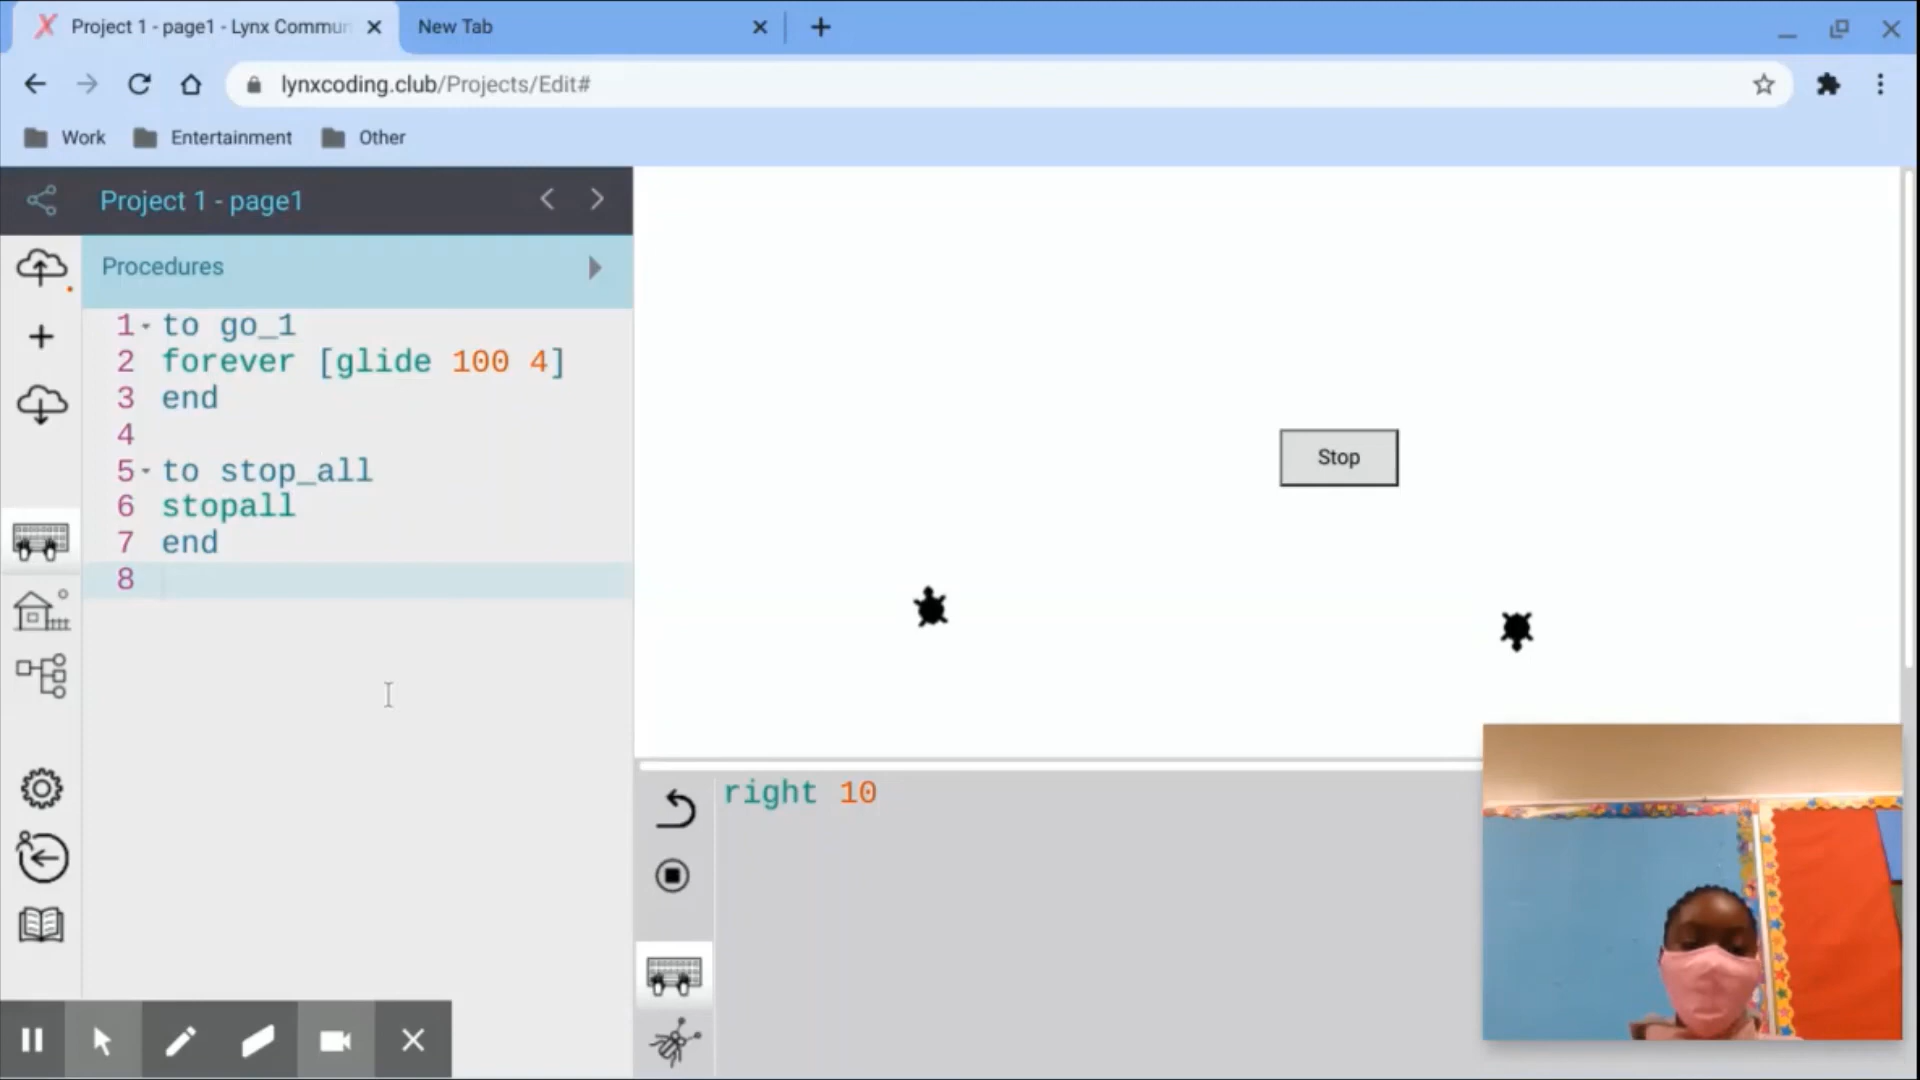 Project 1 - page1 - Lynx Commun
New Tab
lynxcoding.club/Projects/Edit#
Work
Entertainment
Other
Project 1 - page1
Procedures
1 to go_1
2 forever [glide 100 4]
3 end
4
5 to stop_all
6 stopall
7 end
8
Stop
right 10